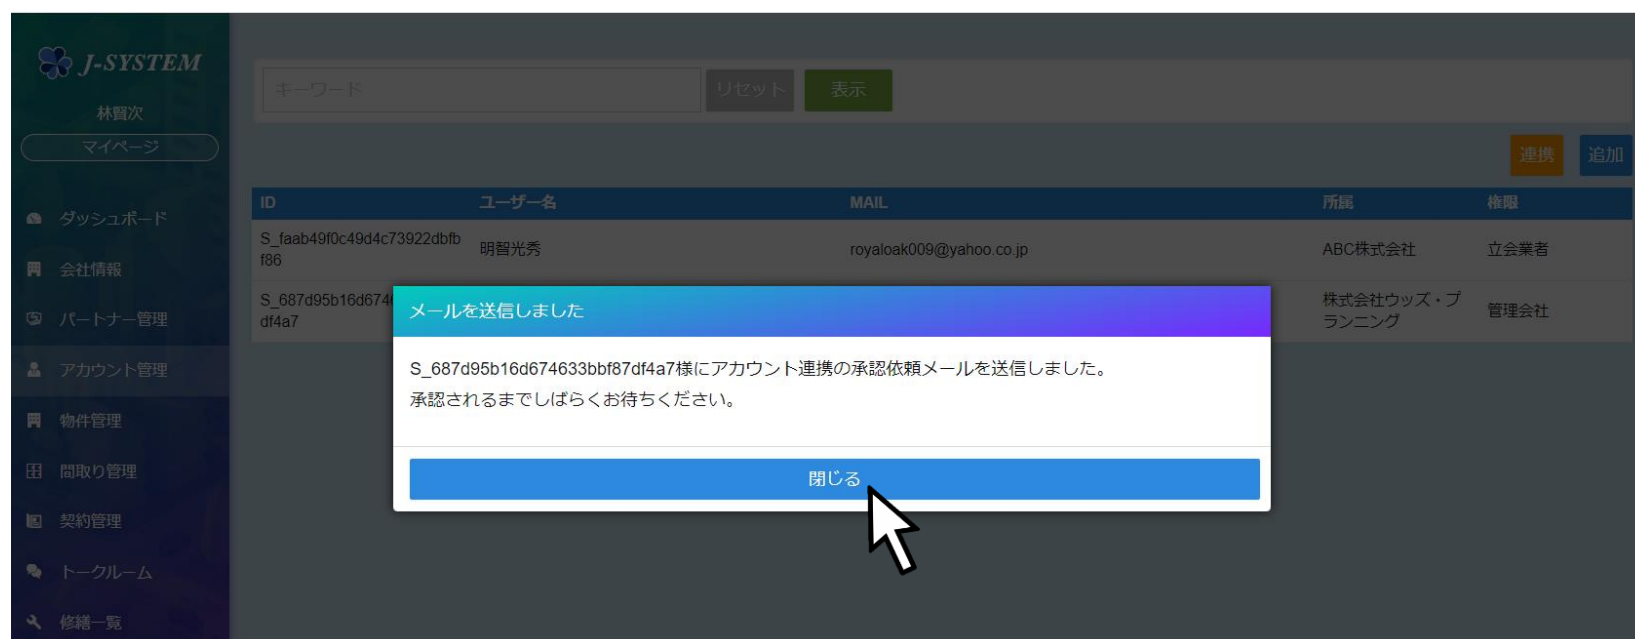 J-SYSTEM
林賢次
マイページ
ダッシュボード
会社情報
パートナー管理
アカウント管理
物件管理
間取り管理
契約管理
トークルーム
修繕一覧
キーワード リセット 表示
連携 追加
ID ユーザー名 MAIL 所属 権限
S_faab49f0c49d4c73922dbfb
f86 明智光秀 royaloak009@yahoo.co.jp ABC株式会社 立会業者
S_687d95b16d674 株式会社ウッズ・プ
df4a7 ランニング 管理会社
メールを送信しました
S_687d95b16d674633bbf87df4a7様にアカウント連携の承認依頼メールを送信しました。
承認されるまでしばらくお待ちください。
閉じる